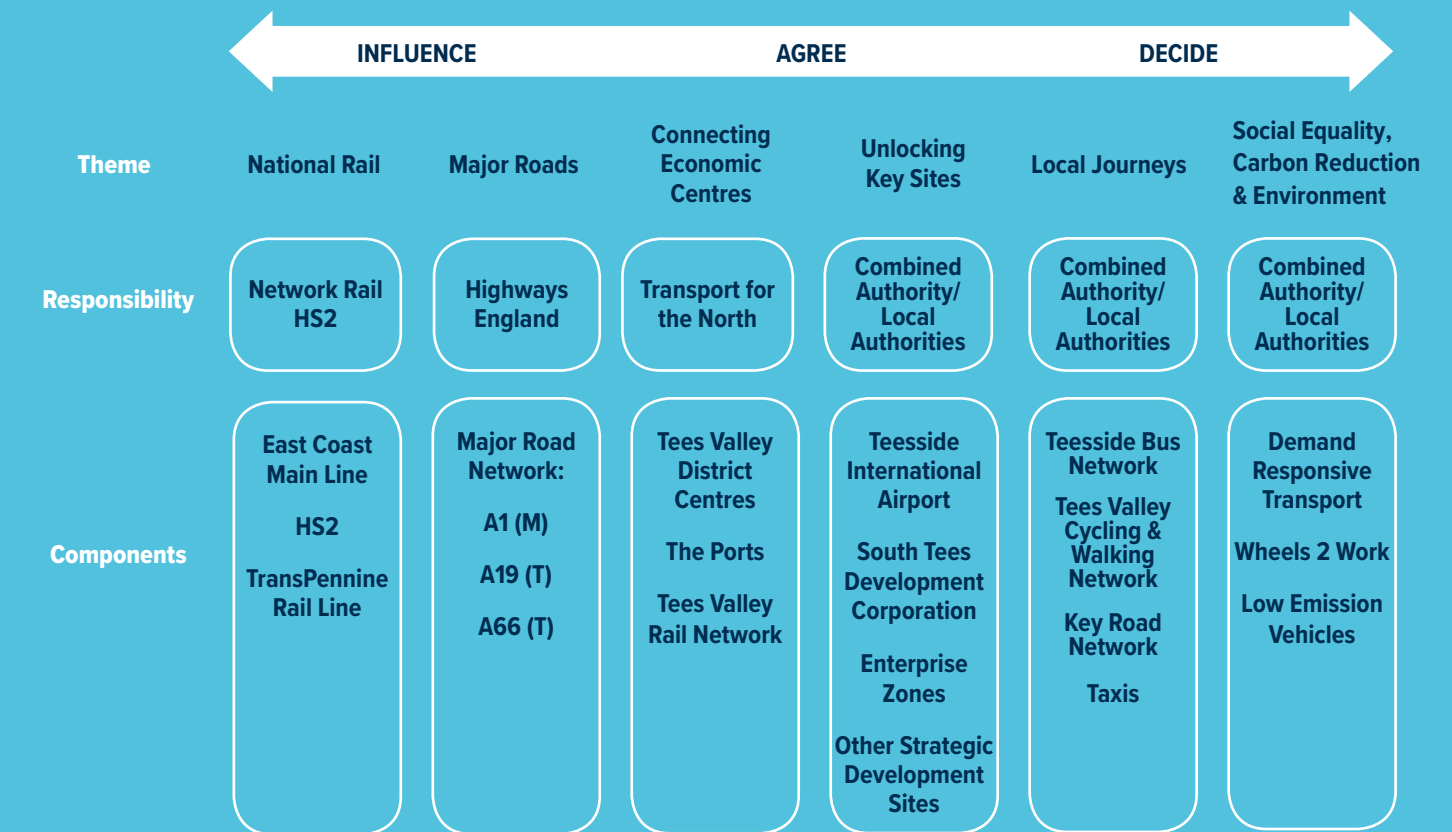 INFLUENCE AGREE DECIDE
Theme
National Rail
Major Roads
Connecting
Economic
Centres
Unlocking
Key Sites
Local Journeys
Social Equality,
Carbon Reduction
& Environment
Responsibility
Network Rail
HS2
Highways
England
Transport for
the North
Combined
Authority/
Local
Authorities
Combined
Authority/
Local
Authorities
Combined
Authority/
Local
Authorities
Components
East Coast
Main Line
HS2
TransPennine
Rail Line
Major Road
Network:
A1 (M)
A19 (T)
A66 (T)
Tees Valley
District
Centres
The Ports
Tees Valley
Rail Network
Teesside
International
Airport
South Tees
Development
Corporation
Enterprise
Zones
Other Strategic
Development
Sites
Teesside Bus
Network
Tees Valley
Cycling &
Walking
Network
Key Road
Network
Taxis
Demand
Responsive
Transport
Wheels 2 Work
Low Emission
Vehicles